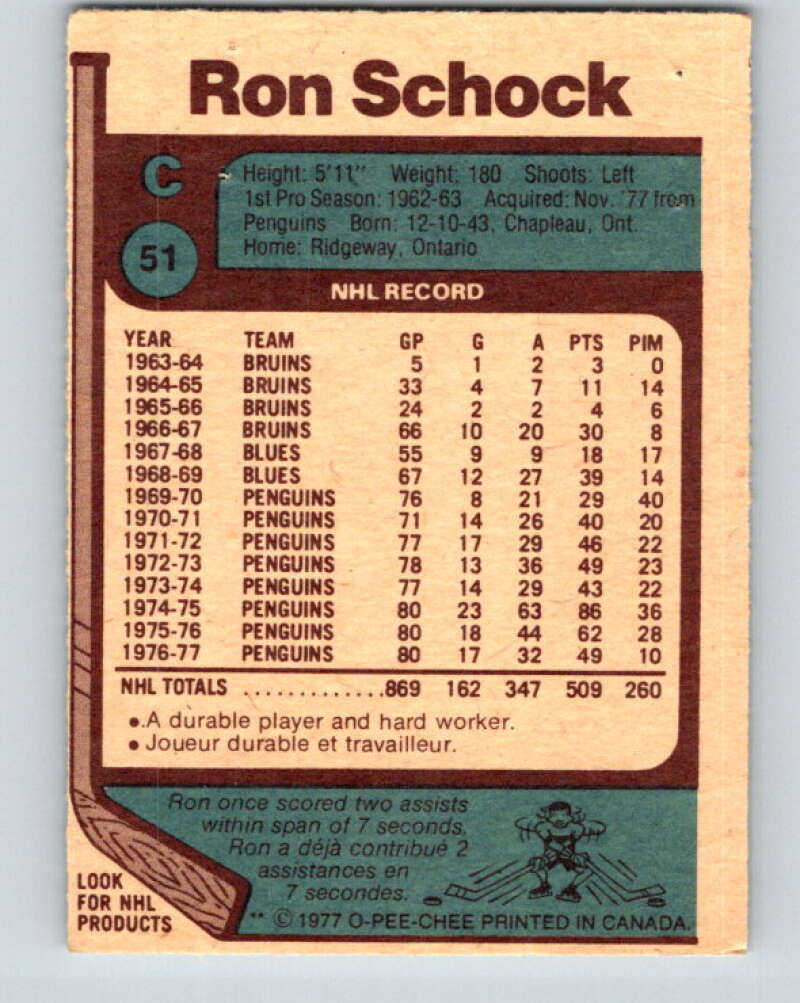 Ron Schock
C
Height: 5'11" Weight: 180 Shoots: Left
1st Pro Season: 1962-63 Acquired: Nov. '77 from
Penguins Born: 12-10-43, Chapleau, Ont.
Home: Ridgeway, Ontario
51
NHL RECORD
YEAR TEAM GP G A PTS PIM
1963-64 BRUINS 5 1 2 3 0
1964-65 BRUINS 33 4 7 11 14
1965-66 BRUINS 24 2 2 4 6
1966-67 BRUINS 66 10 20 30 8
1967-68 BLUES 55 9 9 18 17
1968-69 BLUES 67 12 27 39 14
1969-70 PENGUINS 76 8 21 29 40
1970-71 PENGUINS 71 14 26 40 20
1971-72 PENGUINS 77 17 29 46 22
1972-73 PENGUINS 78 13 36 49 23
1973-74 PENGUINS 77 14 29 43 22
1974-75 PENGUINS 80 23 63 86 36
1975-76 PENGUINS 80 18 44 62 28
1976-77 PENGUINS 80 17 32 49 10
NHL TOTALS .............869 162 347 509 260
•.A durable player and hard worker.
• Joueur durable et travailleur.
Ron once scored two assists
within span of 7 seconds.
Ron a déjà contribué 2
assistances en
7 secondes.
LOOK
FOR NHL
PRODUCTS
** © 1977 O-PEE-CHEE PRINTED IN CANADA.